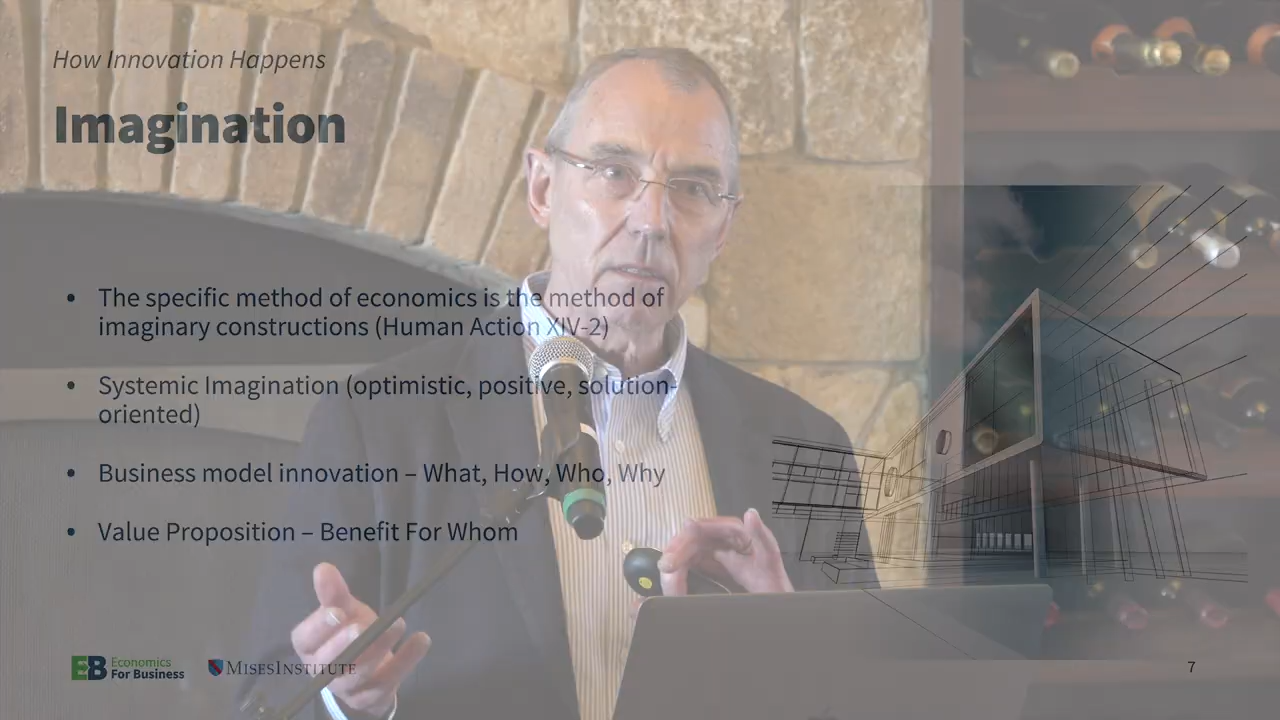 How Innovation Happens
Imagination
• The specific method of economics is the method of
imaginary constructions (Human Action XIV-2)
• Systemic Imagination (optimistic, positive, solution-
oriented)
• Business model innovation – What, How, Who, Why
• Value Proposition – Benefit For Whom
EB Economics
For Business
MISESINSTITUTE
7